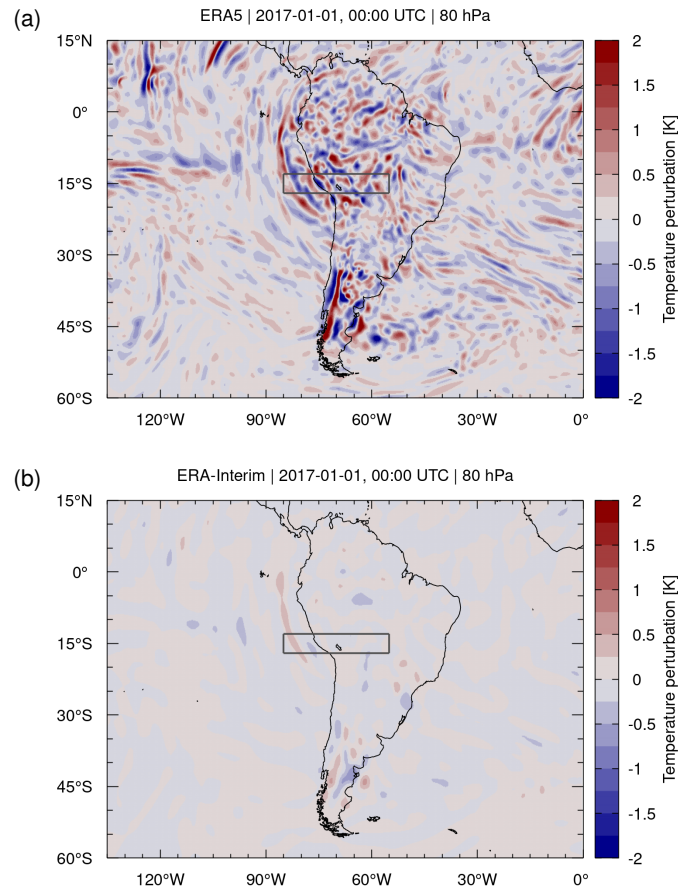 (a)
ERA5 | 2017-01-01, 00:00 UTC | 80 hPa
15°N
0°
15°S
30°S
45°S
60°S
120°W 90°W 60°W 30°W 0°
2
1.5
1
0.5
0
-0.5
-1
-1.5
-2
Temperature perturbation [K]
(b)
ERA-Interim | 2017-01-01, 00:00 UTC | 80 hPa
15°N
0°
15°S
30°S
45°S
60°S
120°W 90°W 60°W 30°W 0°
2
1.5
1
0.5
0
-0.5
-1
-1.5
-2
Temperature perturbation [K]